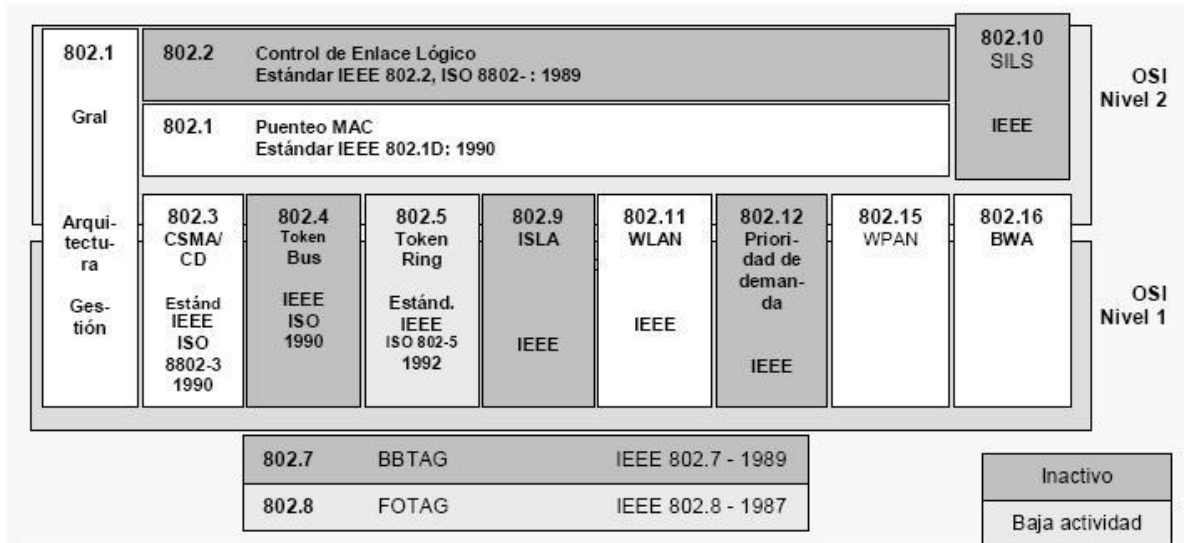 802.1
Gral
Arqui-
tectu-
ra
Ges-
tión
802.2 Control de Enlace Lógico
Estándar IEEE 802.2, ISO 8802- : 1989
802.1 Puenteo MAC
Estándar IEEE 802.1D: 1990
802.10
SILS
IEEE
OSI
Nivel 2
802.3
CSMA/
CD
Estánd
IEEE
ISO
8802-3
1990
802.4
Token
Bus
IEEE
ISO
1990
802.5
Token
Ring
Estánd.
IEEE
ISO 802-5
1992
802.9
ISLA
IEEE
802.11
WLAN
IEEE
802.12
Priori-
dad de
deman-
da
IEEE
802.15
WPAN
802.16
BWA
OSI
Nivel 1
802.7 BBTAG IEEE 802.7 - 1989
802.8 FOTAG IEEE 802.8 - 1987
Inactivo
Baja actividad